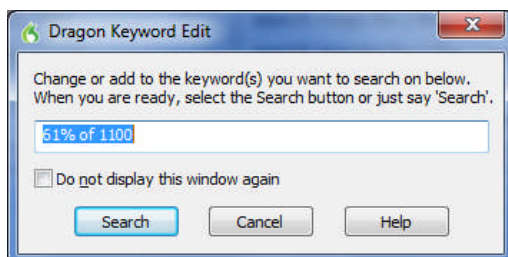 Dragon Keyword Edit
Change or add to the keyword(s) you want to search on below.
When you are ready, select the Search button or just say 'Search'.
61% of 1100
Do not display this window again
Search Cancel Help